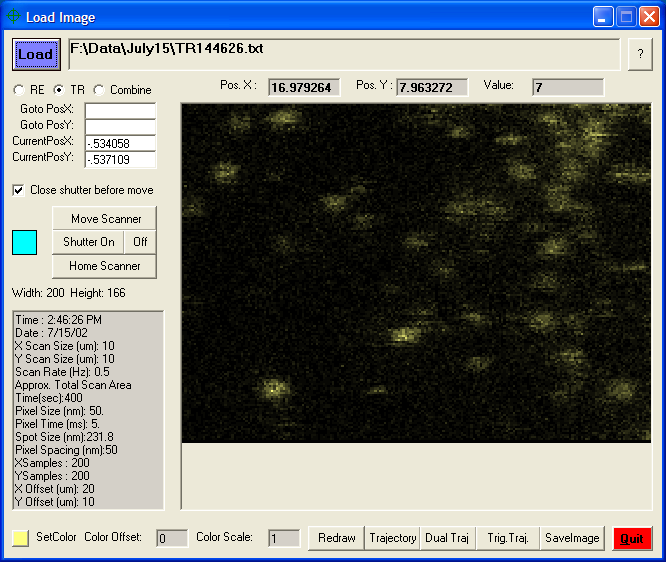 Load Image
Load
F:\Data\July15\TR144626.txt
?
RE TR Combine
Pos. X : 16.979264 Pos. Y : 7.963272 Value: 7
Goto PosX:
Goto PosY:
CurrentPosX: -.534058
CurrentPosY: -.537109
Close shutter before move
Move Scanner
Shutter On Off
Home Scanner
Width: 200 Height: 166
Time : 2:46:26 PM
Date : 7/15/02
X Scan Size (um): 10
Y Scan Size (um): 10
Scan Rate (Hz): 0.5
Approx. Total Scan Area
Time(sec):400
Pixel Size (nm): 50.
Pixel Time (ms): 5.
Spot Size (nm):231.8
Pixel Spacing (nm):50
XSamples : 200
YSamples : 200
X Offset (um): 20
Y Offset (um): 10
SetColor Color Offset: 0 Color Scale: 1 Redraw Trajectory Dual Traj Trig.Traj. SaveImage Quit